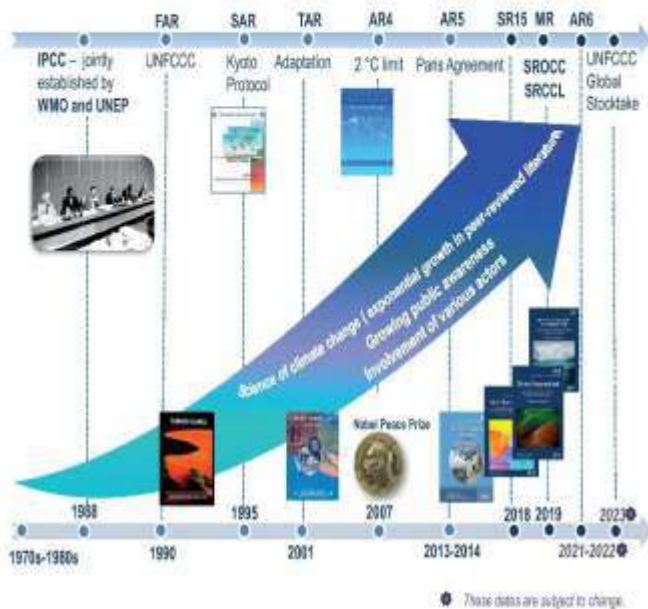 FAR
SAR
TAR
AR4
AR5
SR15
MR
AR6
IPCC – jointly
established by
WMO and UNEP
UNFCCC
Kyoto
Protocol
Adaptation
2 °C limit
Paris Agreement
SROCC
SRCCL
UNFCCC
Global
Stocktake
Science of climate change / exponential growth in peer-reviewed literature
Growing public awareness
Involvement of various actors
Nobel Peace Prize
1988
1995
2007
2018
2019
2023
1970s-1980s
1990
2001
2013-2014
2021-2022
These dates are subject to change.